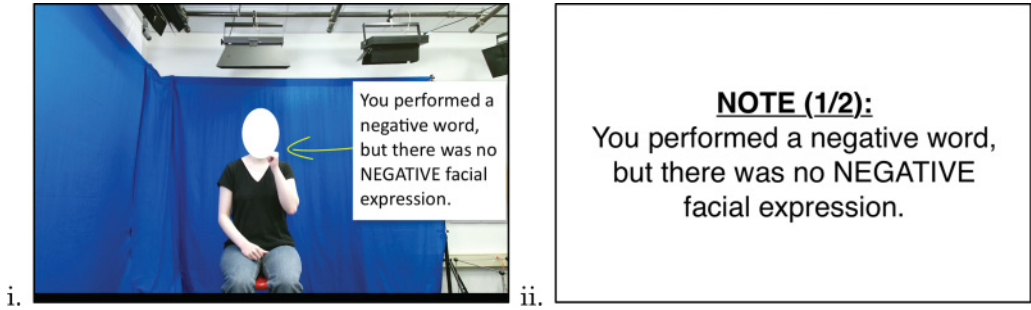 You performed a
negative word,
but there was no
NEGATIVE facial
expression.
i.
NOTE (1/2):
You performed a negative word,
but there was no NEGATIVE
facial expression.
ii.